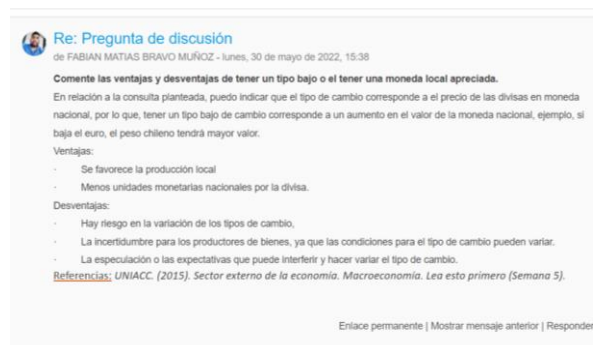 Re: Pregunta de discusión
de FABIAN MATIAS BRAVO MUÑOZ - lunes, 30 de mayo de 2022, 15:38
Comente las ventajas y desventajas de tener un tipo bajo o el tener una moneda local apreciada.
En relación a la consulta planteada, puedo indicar que el tipo de cambio corresponde a el precio de las divisas en moneda
nacional, por lo que, tener un tipo bajo de cambio corresponde a un aumento en el valor de la moneda nacional, ejemplo, si
baja el euro, el peso chileno tendrá mayor valor.
Ventajas:
· Se favorece la producción local
· Menos unidades monetarias nacionales por la divisa.
Desventajas:
· Hay riesgo en la variación de los tipos de cambio,
· La incertidumbre para los productores de bienes, ya que las condiciones para el tipo de cambio pueden variar.
· La especulación o las expectativas que puede interferir y hacer variar el tipo de cambio.
Referencias: UNIACC. (2015). Sector externo de la economía. Macroeconomía. Lea esto primero (Semana 5).
Enlace permanente | Mostrar mensaje anterior | Responder